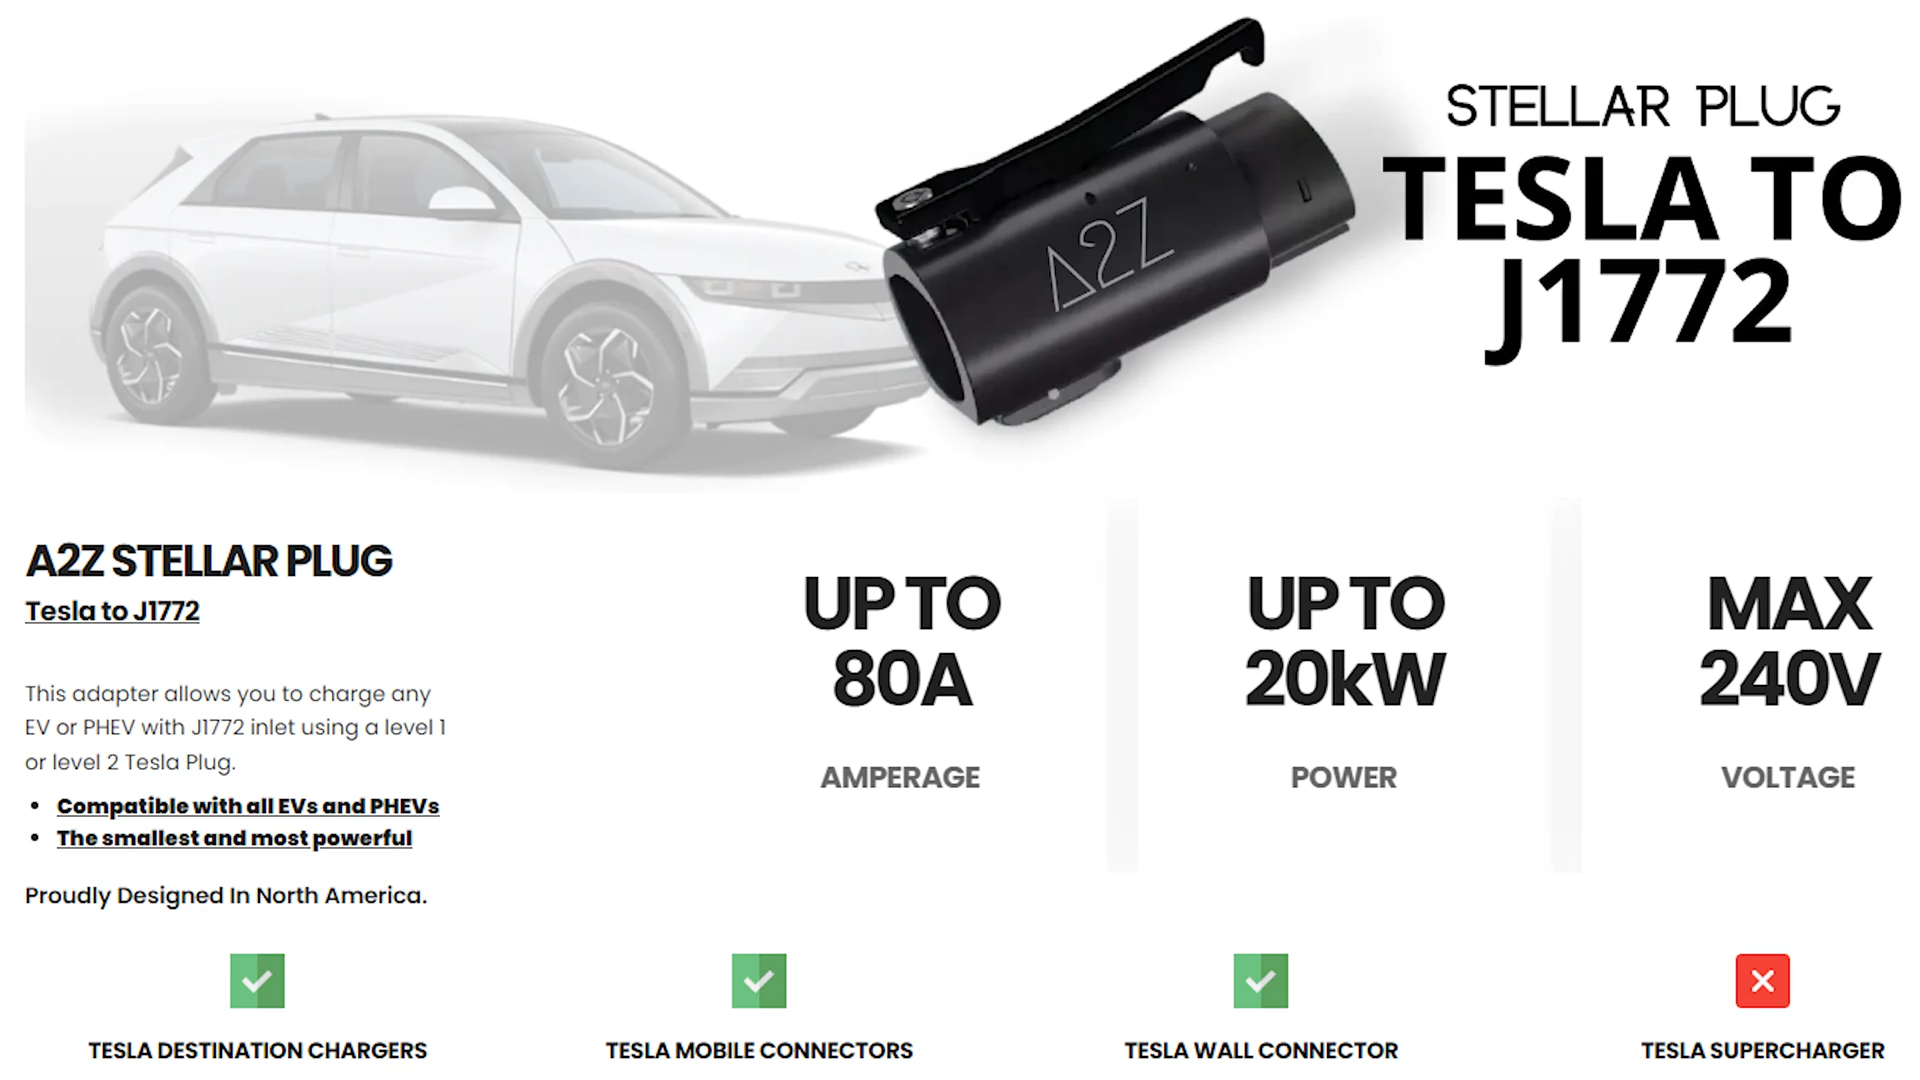 STELLAR PLUG
TESLA TO
J1772
A2Z
A2Z STELLAR PLUG
Tesla to J1772
This adapter allows you to charge any
EV or PHEV with J1772 inlet using a level 1
or level 2 Tesla Plug.
• Compatible with all EVs and PHEVs
• The smallest and most powerful
Proudly Designed In North America.
UP TO
80A
AMPERAGE
UP TO
20kW
POWER
MAX
240V
VOLTAGE
TESLA DESTINATION CHARGERS
TESLA MOBILE CONNECTORS
TESLA WALL CONNECTOR
TESLA SUPERCHARGER